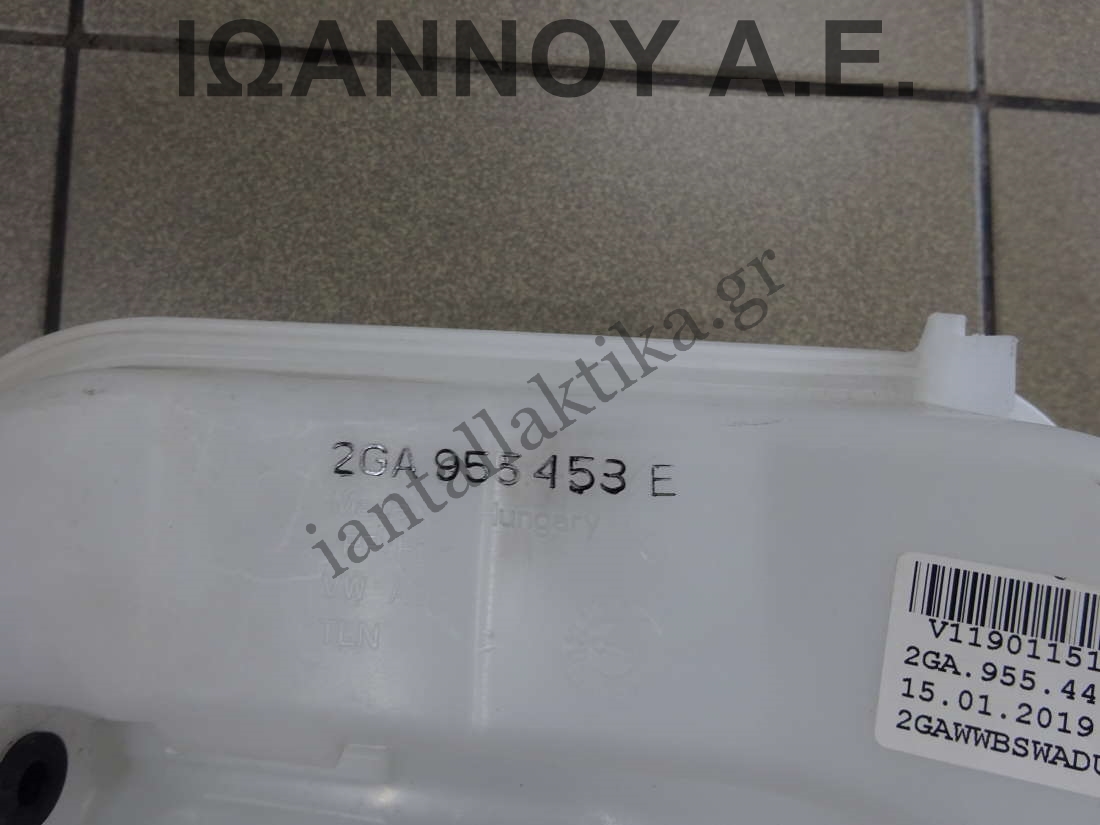 ΙΩΑΝΝΟΥ Α.Ε.
iantallaktika.gr
2GA 955 453 E
Hungary
TLN
V11901151
2GA.955.44
15.01.2019
2GAWWBSWADU